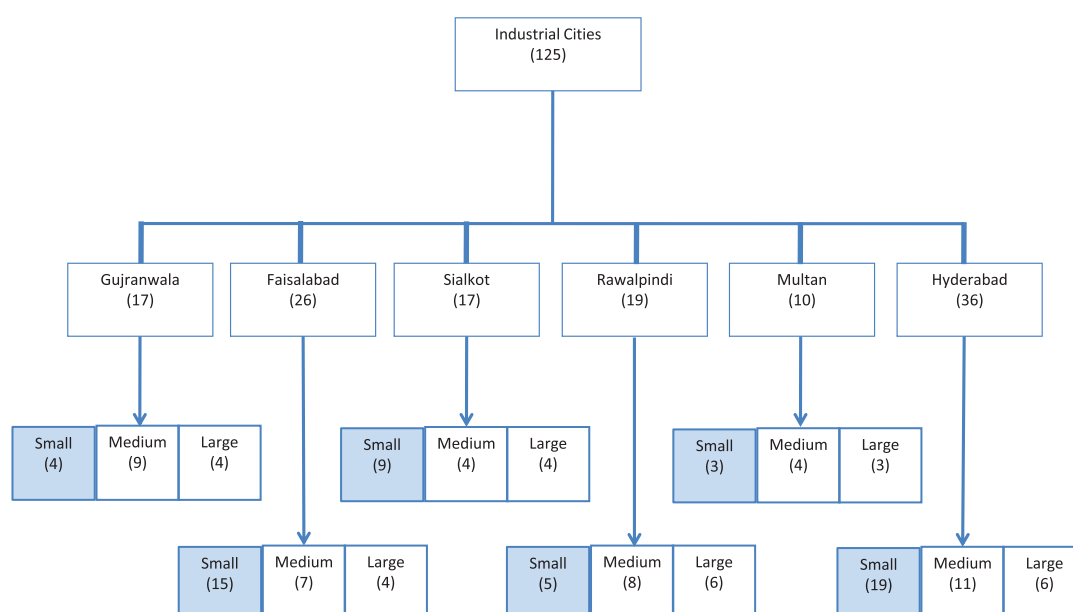 Industrial Cities
(125)
Gujranwala
(17)
Faisalabad
(26)
Sialkot
(17)
Rawalpindi
(19)
Multan
(10)
Hyderabad
(36)
Small
(4)
Medium
(9)
Large
(4)
Small
(9)
Medium
(4)
Large
(4)
Small
(3)
Medium
(4)
Large
(3)
Small
(15)
Medium
(7)
Large
(4)
Small
(5)
Medium
(8)
Large
(6)
Small
(19)
Medium
(11)
Large
(6)